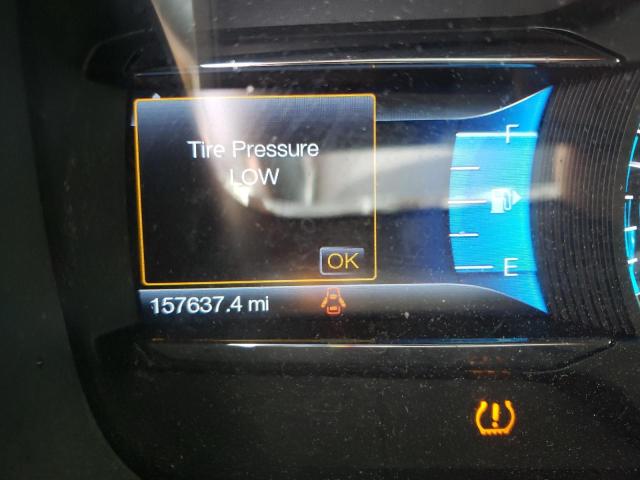 Tire Pressure
LOW
OK
157637.4 mi
F
E